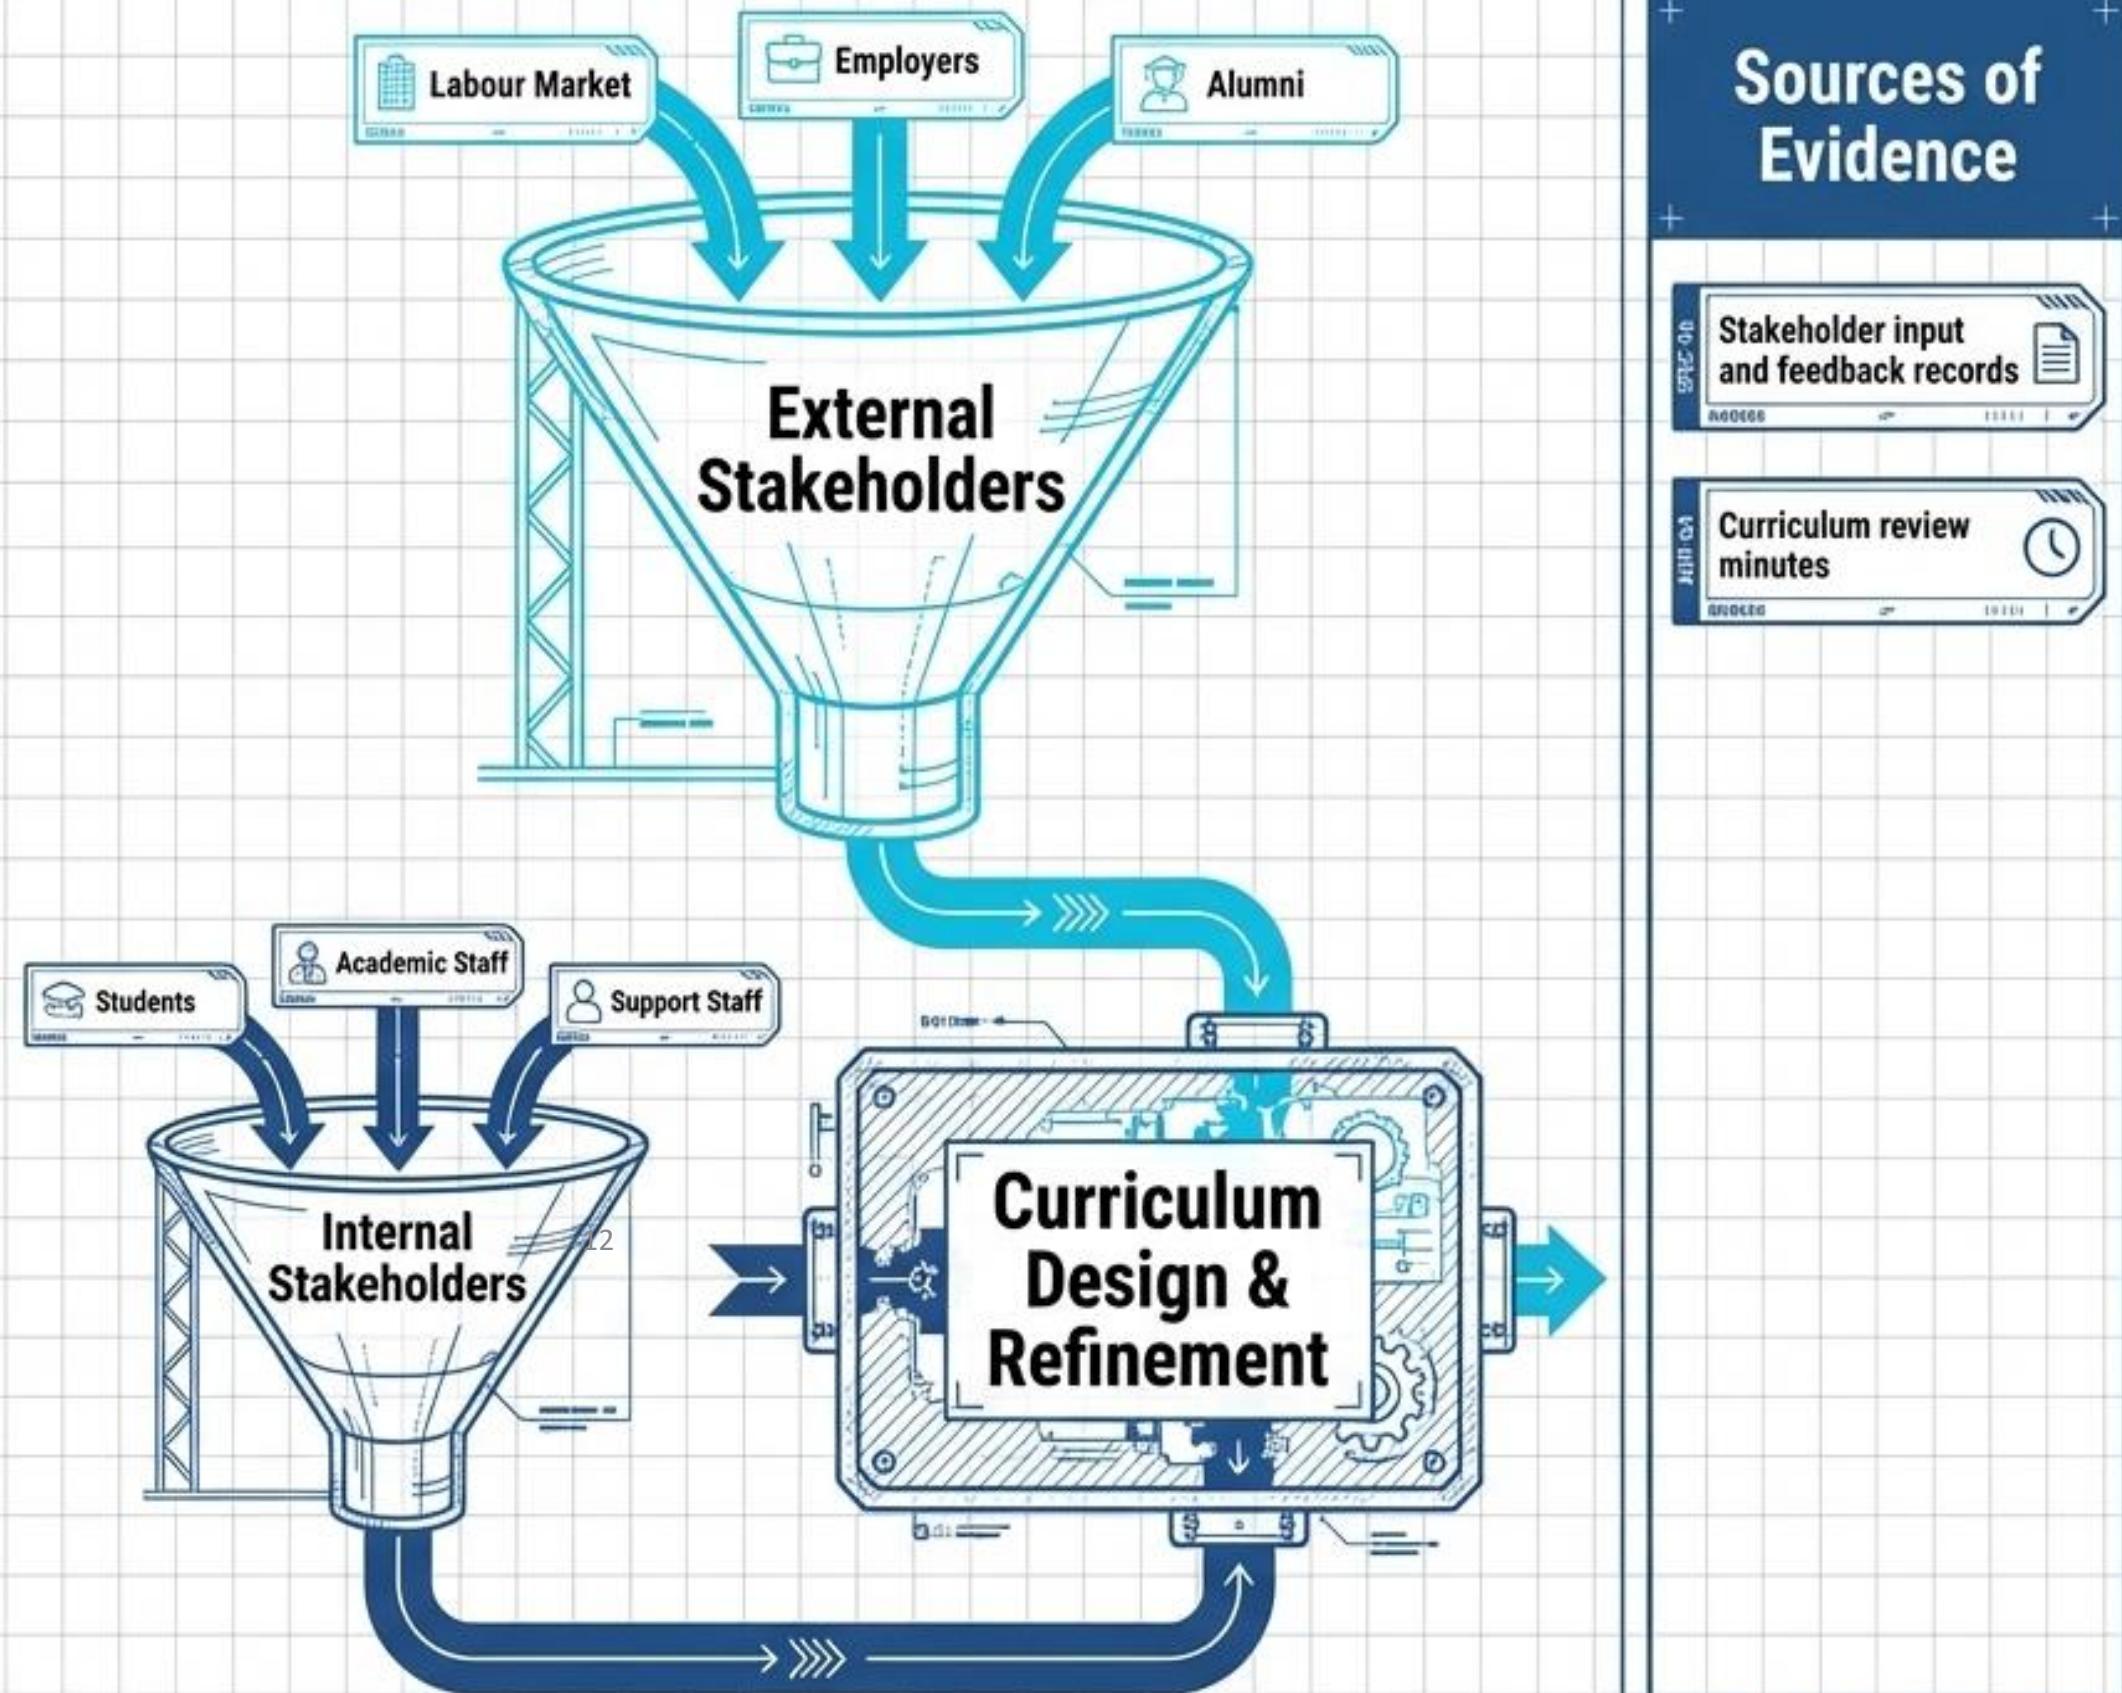 Labour Market
Employers
Alumni
External
Stakeholders
Students
Academic Staff
Support Staff
Internal
Stakeholders
12
Curriculum
Design &
Refinement
Sources of
Evidence
Stakeholder input
and feedback records
Curriculum review
minutes